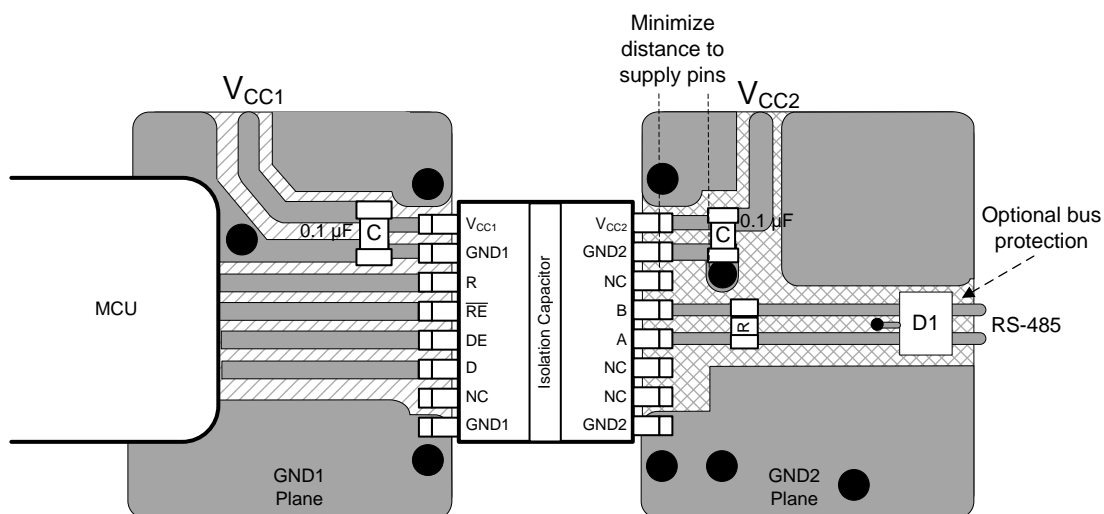 Minimize
distance to
supply pins
VCC1
VCC2
0.1 µF
C
VCC1
GND1
R
RE
DE
D
NC
GND1
MCU
Isolation Capacitor
VCC2
GND2
NC
B
A
NC
NC
GND2
C
0.1 µF
R
D1
Optional bus
protection
RS-485
GND1
Plane
GND2
Plane